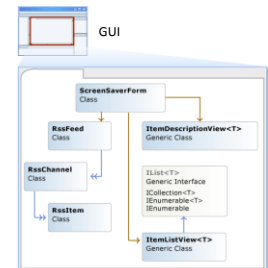 GUI
ScreenSaverForm
Class
RssFeed
Class
ItemDescriptionView<T>
Generic Class
RssChannel
Class
IList<T>
Generic Interface
ICollection<T>
IEnumerable<T>
IEnumerable
RssItem
Class
ItemListView<T>
Generic Class